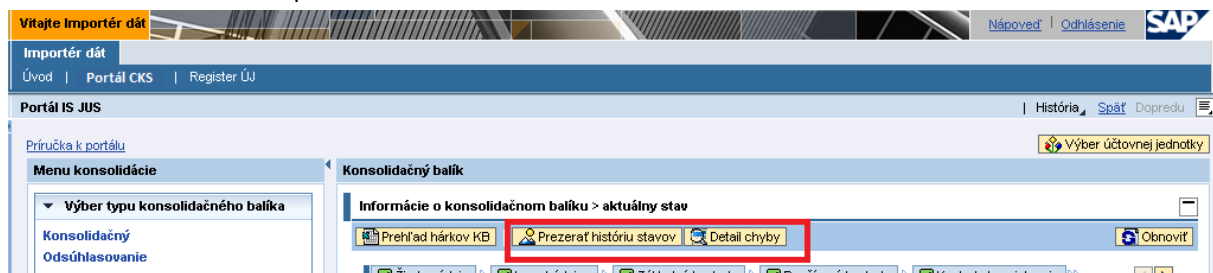 Vitajte Importér dát
Nápoveď | Odhlásenie SAP
Importér dát
Úvod | Portál CKS | Register ÚJ
Portál IS JUS | História Späť Dopredu
Príručka k portálu Výber účtovnej jednotky
Menu konsolidácie Konsolidačný balík
Výber typu konsolidačného balíka Informácie o konsolidačnom balíku > aktuálny stav
Konsolidačný Prehľad hárkov KB Prezerať históriu stavov Detail chyby Obnoviť
Odsúhlasovanie